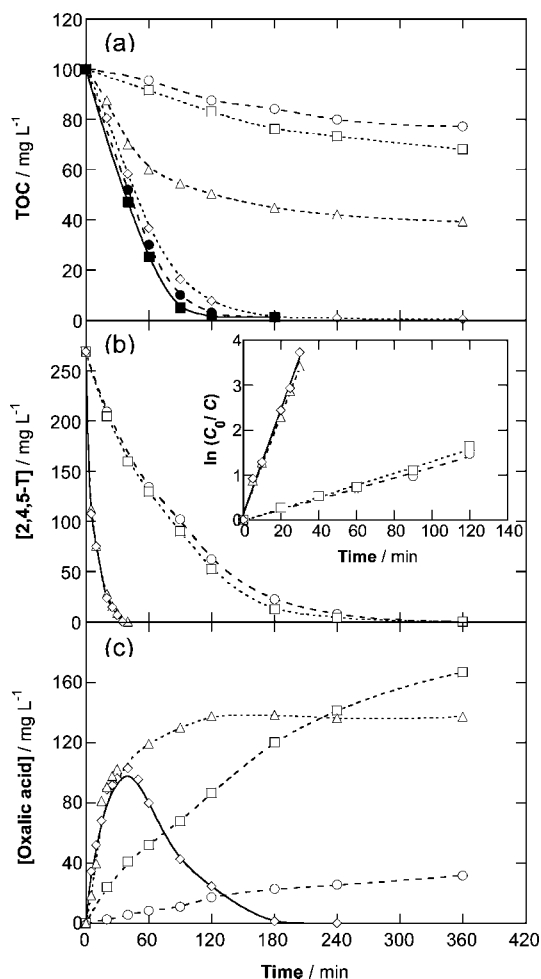 (a)
TOC / mg L⁻¹
120
100
80
60
40
20
0
(b)
[2,4,5-T] / mg L⁻¹
250
200
150
100
50
0
ln (C₀/ C)
4
3
2
1
0
0 20 40 60 80 100 120 140
Time / min
(c)
[Oxalic acid] / mg L⁻¹
160
120
80
40
0
0 60 120 180 240 300 360 420
Time / min